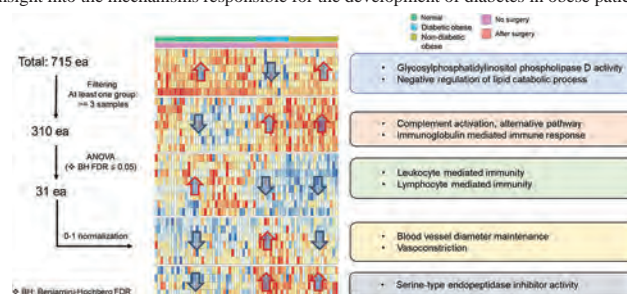 insight into the mechanisms responsible for the development of diabetes in obese
Normal
Diabetic obese
Non-diabetic
obese
No surgery
After surgery
Total: 715 ea
Filtering
At least one group
>= 3 samples
310 ea
ANOVA
(❖ BH FDR ≤ 0.05)
31 ea
0-1 normalization
❖ BH: Benjamini-Hochberg FDR
• Glycosylphosphatidylinositol phospholipase D activity
• Negative regulation of lipid catabolic process
• Complement activation, alternative pathway
• Immunoglobulin mediated immune response
• Leukocyte mediated immunity
• Lymphocyte mediated immunity
• Blood vessel diameter maintenance
• Vasoconstriction
• Serine-type endopeptidase inhibitor activity